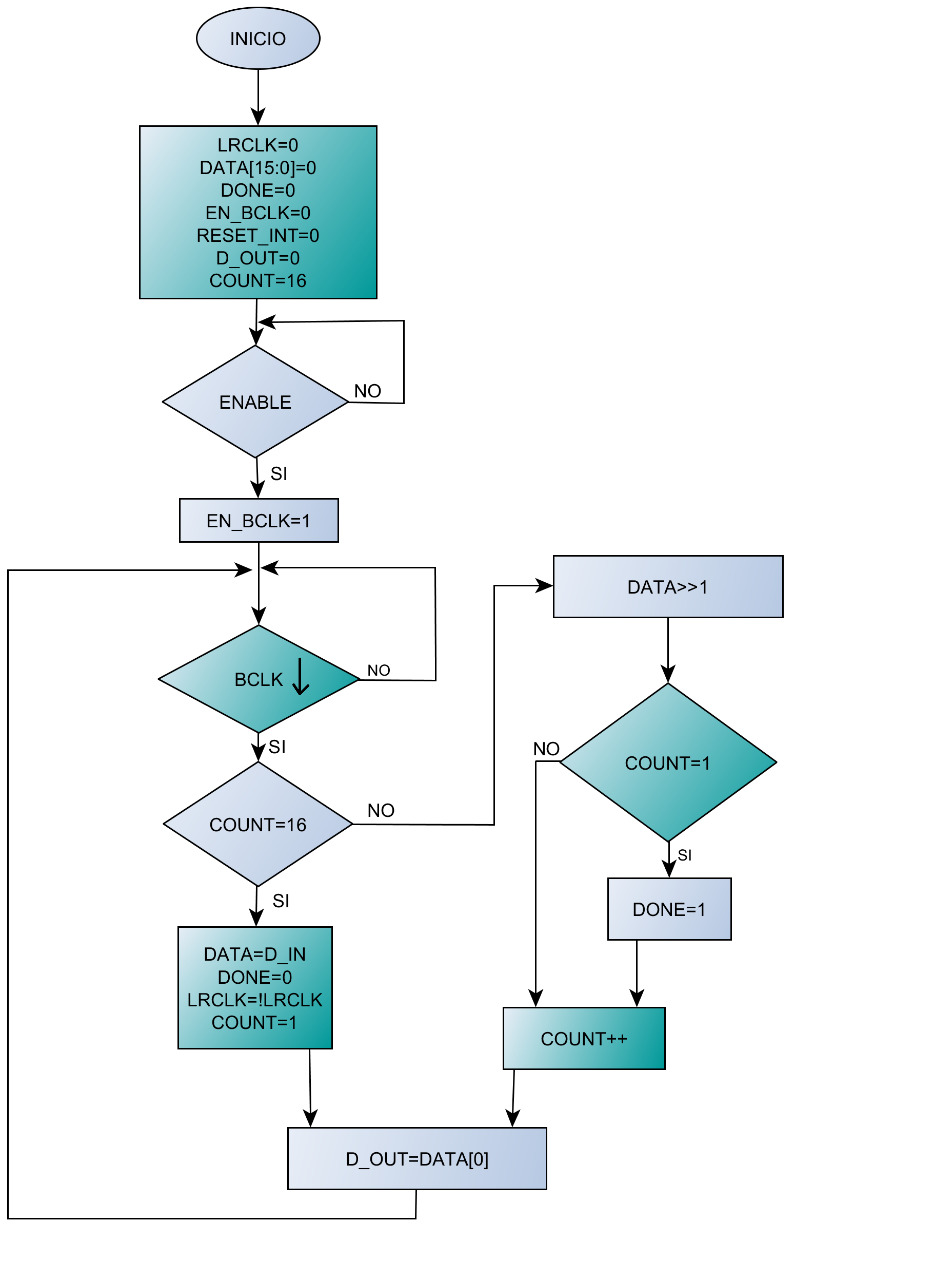 INICIO
LRCLK=0
DATA[15:0]=0
DONE=0
EN_BCLK=0
RESET_INT=0
D_OUT=0
COUNT=16
ENABLE
NO
SI
EN_BCLK=1
BCLK
NO
SI
COUNT=16
NO
SI
DATA=D_IN
DONE=0
LRCLK=!LRCLK
COUNT=1
DATA>>1
COUNT=1
NO
SI
DONE=1
COUNT++
D_OUT=DATA[0]